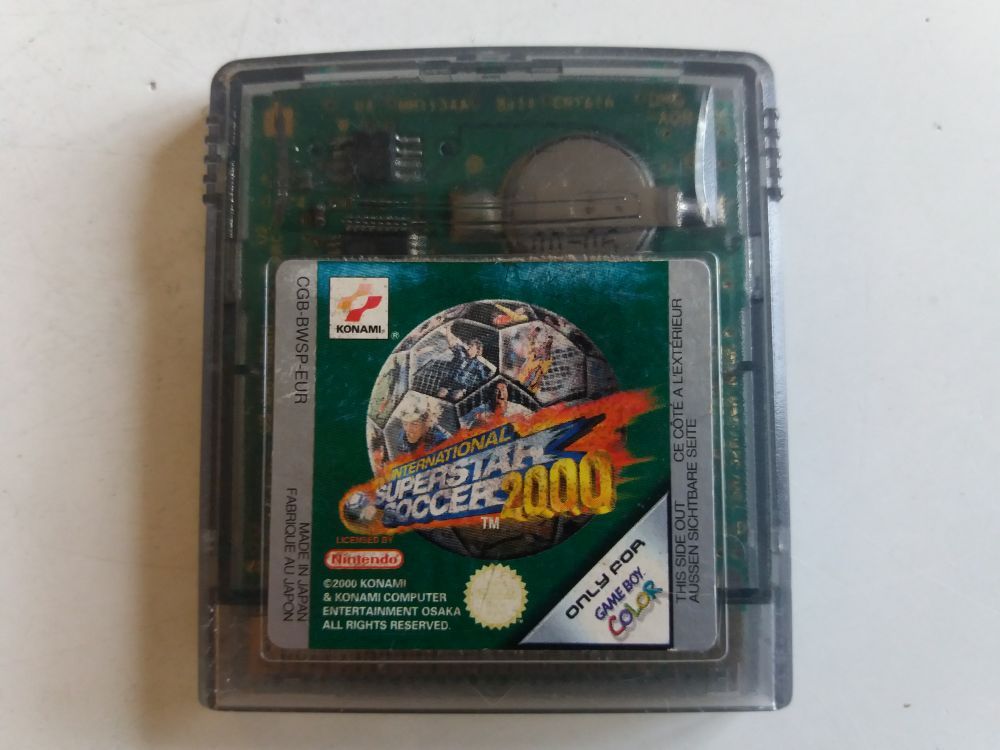 KONAMI
®
CGB-BWSP-EUR
INTERNATIONAL
SUPERSTAR
SOCCER 2000
TM
LICENSED BY
Nintendo
©2000 KONAMI
& KONAMI COMPUTER
ENTERTAINMENT OSAKA
ALL RIGHTS RESERVED.
ONLY FOR
GAME BOY
COLOR
MADE IN JAPAN
FABRIQUÉ AU JAPON
THIS SIDE OUT CE CÔTÉ A L'EXTÉRIEUR
AUSSEN SICHTBARE SEITE